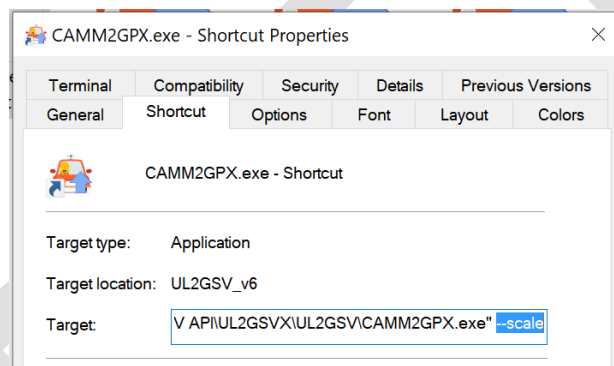 CAMM2GPX.exe - Shortcut Properties
Terminal Compatibility Security Details Previous Versions
General Shortcut Options Font Layout Colors
CAMM2GPX.exe - Shortcut
Target type: Application
Target location: UL2GSV_v6
Target: V API\UL2GSVX\UL2GSV\CAMM2GPX.exe" --scale